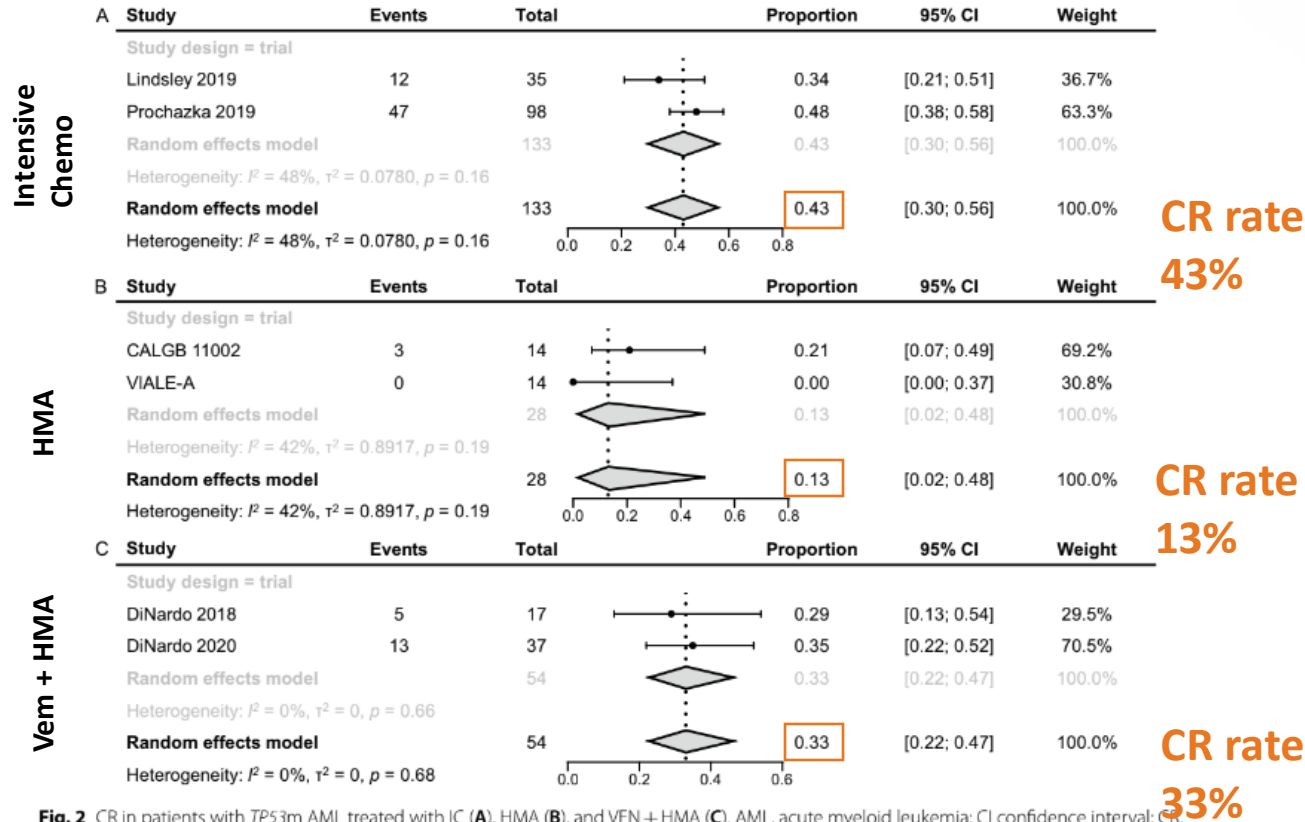 A Study Events Total Proportion 95% CI Weight
Study design = trial
Lindsley 2019 12 35 0.34 [0.21; 0.51] 36.7%
Prochazka 2019 47 98 0.48 [0.38; 0.58] 63.3%
Random effects model 133 0.43 [0.30; 0.56] 100.0%
Heterogeneity: I² = 48%, τ² = 0.0780, p = 0.16
Random effects model 133 0.43 [0.30; 0.56] 100.0%
Heterogeneity: I² = 48%, τ² = 0.0780, p = 0.16
0.0 0.2 0.4 0.6 0.8
Intensive
Chemo
CR rate
43%
B Study Events Total Proportion 95% CI Weight
Study design = trial
CALGB 11002 3 14 0.21 [0.07; 0.49] 69.2%
VIALE-A 0 14 0.00 [0.00; 0.37] 30.8%
Random effects model 28 0.13 [0.02; 0.48] 100.0%
Heterogeneity: I² = 42%, τ² = 0.8917, p = 0.19
Random effects model 28 0.13 [0.02; 0.48] 100.0%
Heterogeneity: I² = 42%, τ² = 0.8917, p = 0.19
0.0 0.2 0.4 0.6 0.8
HMA
CR rate
13%
C Study Events Total Proportion 95% CI Weight
Study design = trial
DiNardo 2018 5 17 0.29 [0.13; 0.54] 29.5%
DiNardo 2020 13 37 0.35 [0.22; 0.52] 70.5%
Random effects model 54 0.33 [0.22; 0.47] 100.0%
Heterogeneity: I² = 0%, τ² = 0, p = 0.66
Random effects model 54 0.33 [0.22; 0.47] 100.0%
Heterogeneity: I² = 0%, τ² = 0, p = 0.68
0.0 0.2 0.4 0.6
Vem + HMA
CR rate
33%
Fig. 2 CR in patients with TP53m AML treated with IC (A), HMA (B), and VEN + HMA (C). AML, acute myeloid leukemia; CI confidence interval; CR,